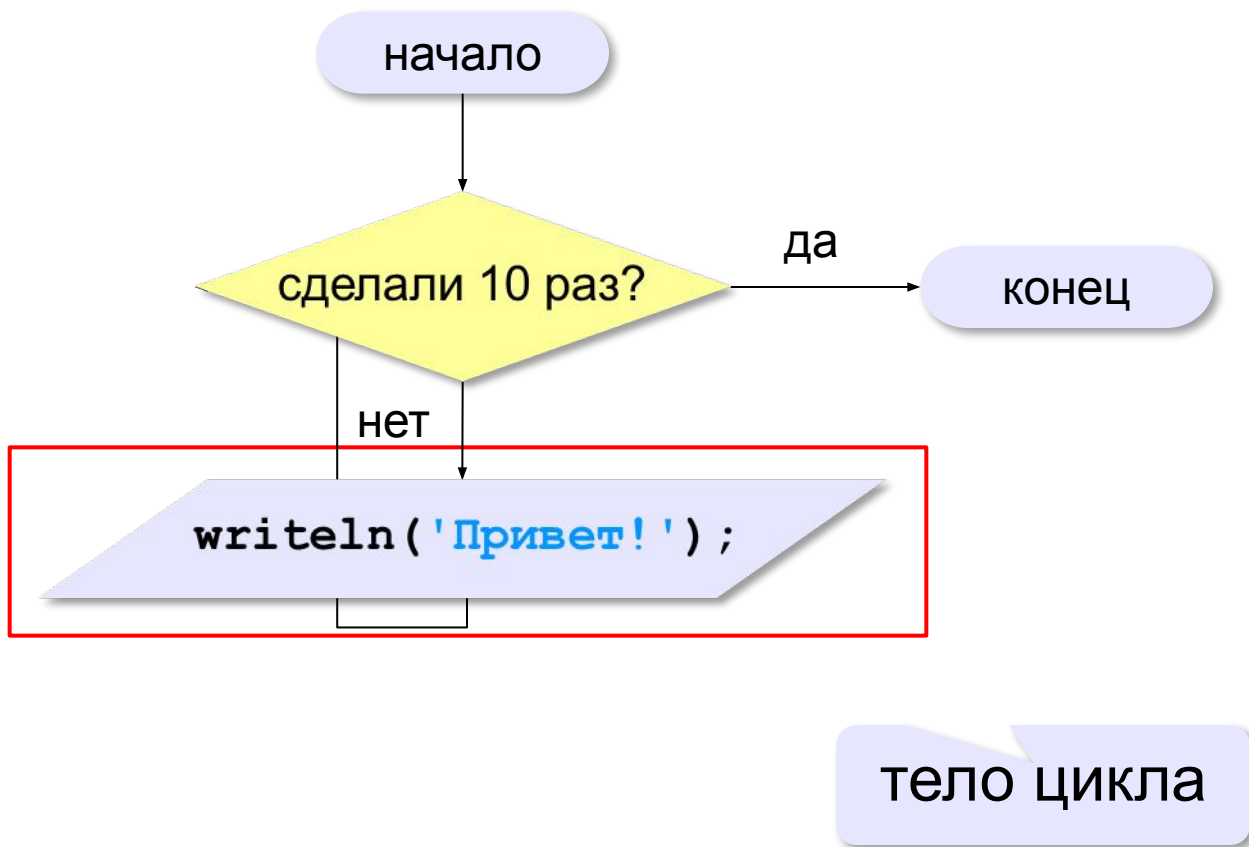 начало
сделали 10 раз?
да
конец
нет
writeln('Привет!');
тело цикла